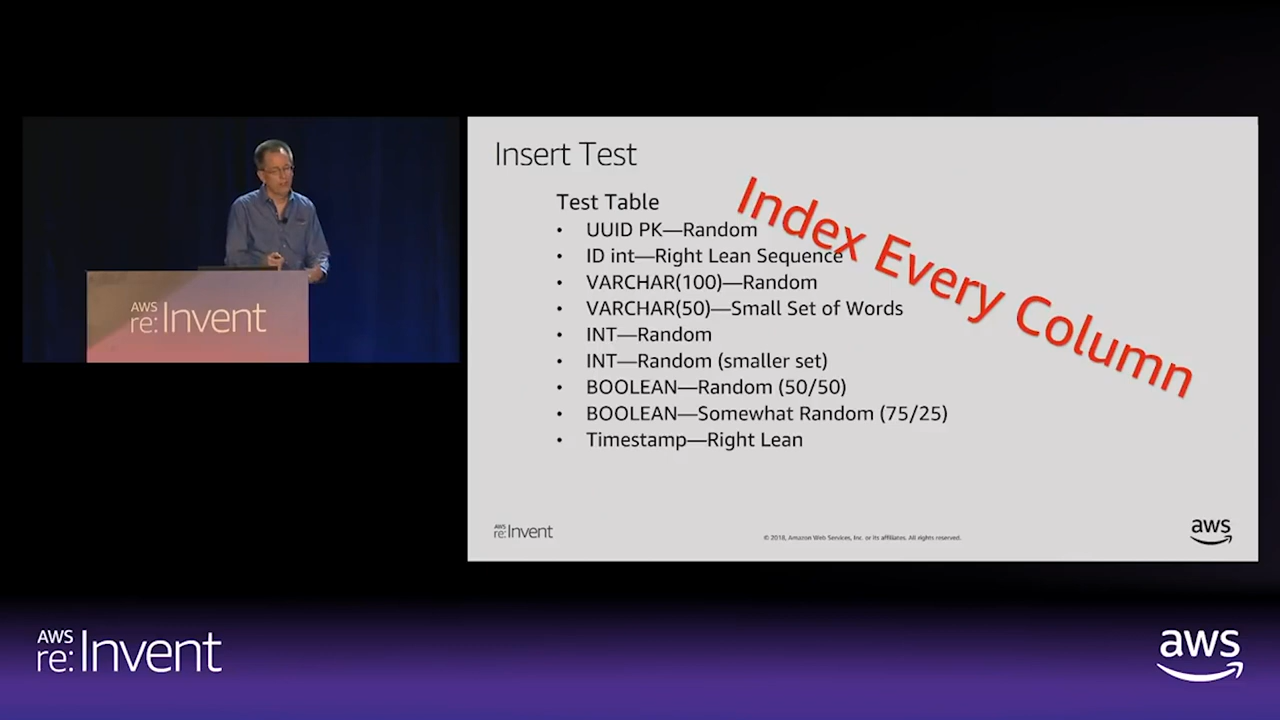 AWS
re:Invent
Insert Test
Test Table
• UUID PK—Random
• ID int—Right Lean Sequence
• VARCHAR(100)—Random
• VARCHAR(50)—Small Set of Words
• INT—Random
• INT—Random (smaller set)
• BOOLEAN—Random (50/50)
• BOOLEAN—Somewhat Random (75/25)
• Timestamp—Right Lean
Index Every Column
AWS
re:Invent
© 2018, Amazon Web Services, Inc. or its affiliates. All rights reserved.
aws
AWS
re:Invent
aws